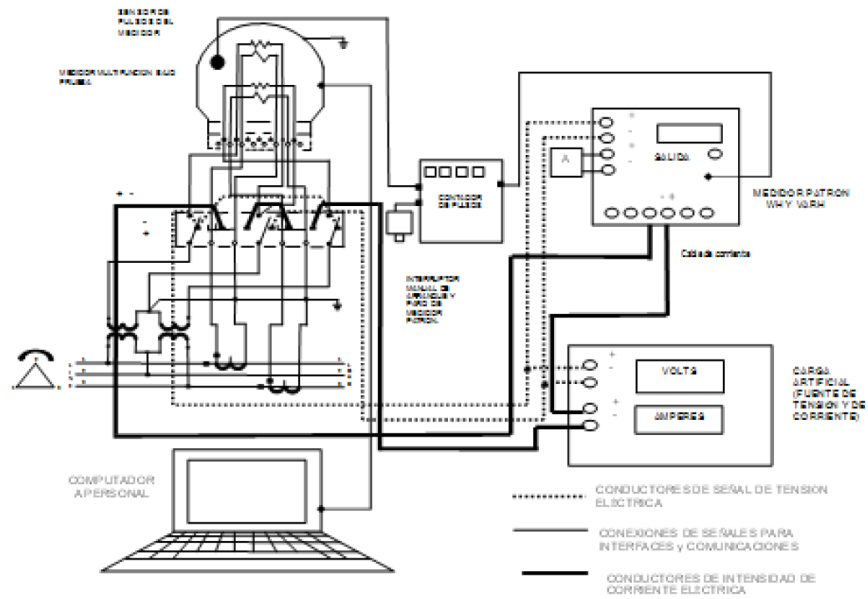 SENSOR DE
PULSOS DEL
MEDIDOR
MEDIDOR MULTIFUNCION BAJO
PRUEBA
+ -
-
+
CONTADOR
DE PULSOS
INTERRUPTOR
MANUAL DE
ARRANQUE Y
PARO DE
MEDIDOR
PATRON.
+
-
+
-
A
SALIDA
- +
MEDIDOR PATRON
WH Y VARH
Cable de corriente
+
-
+
-
VOLTS
AMPERES
CARGA
ARTIFICIAL
(FUENTE DE
TENSION Y DE
CORRIENTE)
COMPUTADOR
A PERSONAL
CONDUCTORES DE SEÑAL DE TENSION
ELECTRICA
CONEXIONES DE SEÑALES PARA
INTERFACES y COMUNICACIONES
CONDUCTORES DE INTENSIDAD DE
CORRIENTE ELECTRICA